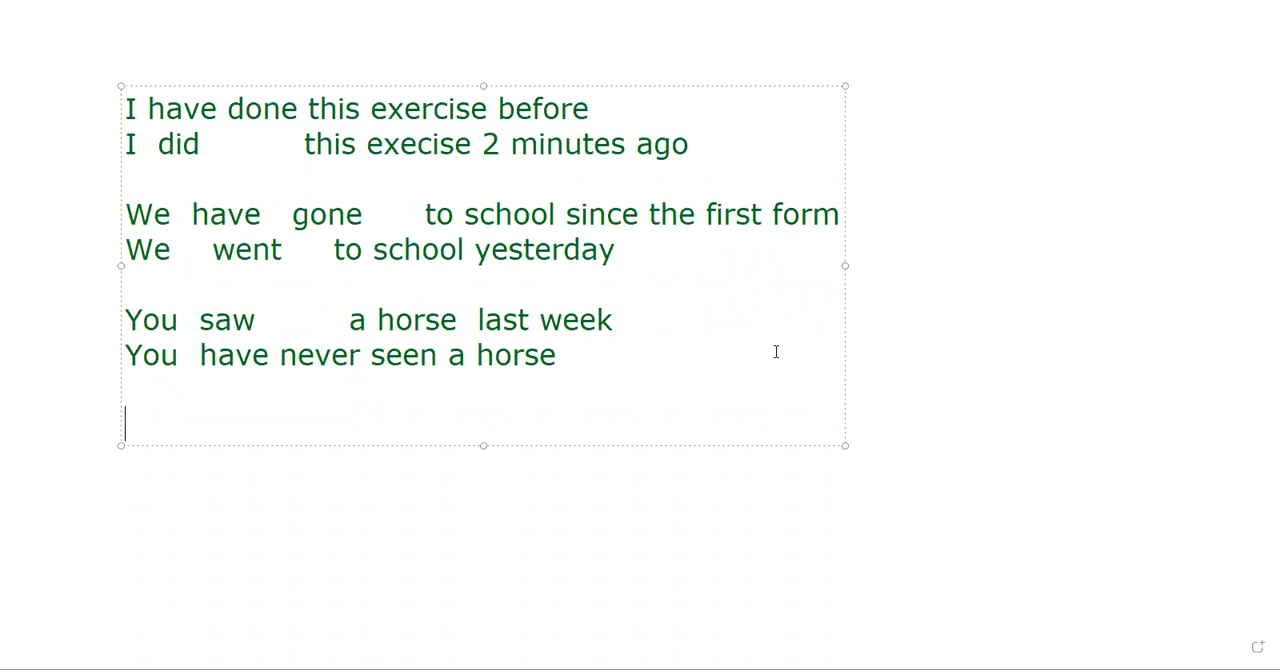 I have done this exercise before
I did this execise 2 minutes ago
We have gone to school since the first form
We went to school yesterday
You saw a horse last week
You have never seen a horse